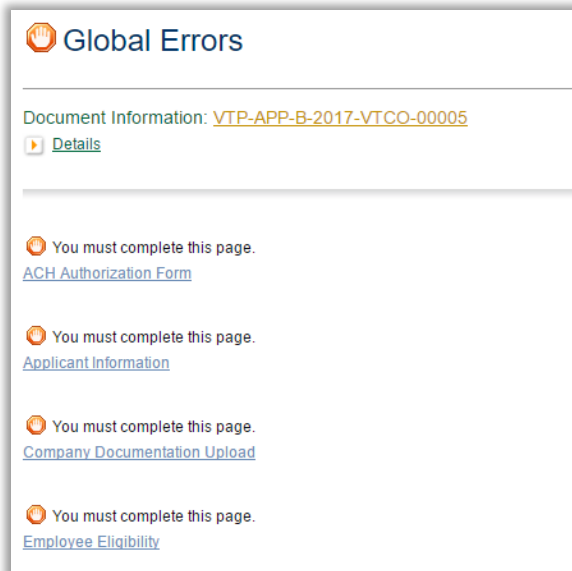 Global Errors
Document Information: VTP-APP-B-2017-VTCO-00005
Details
You must complete this page.
ACH Authorization Form
You must complete this page.
Applicant Information
You must complete this page.
Company Documentation Upload
You must complete this page.
Employee Eligibility